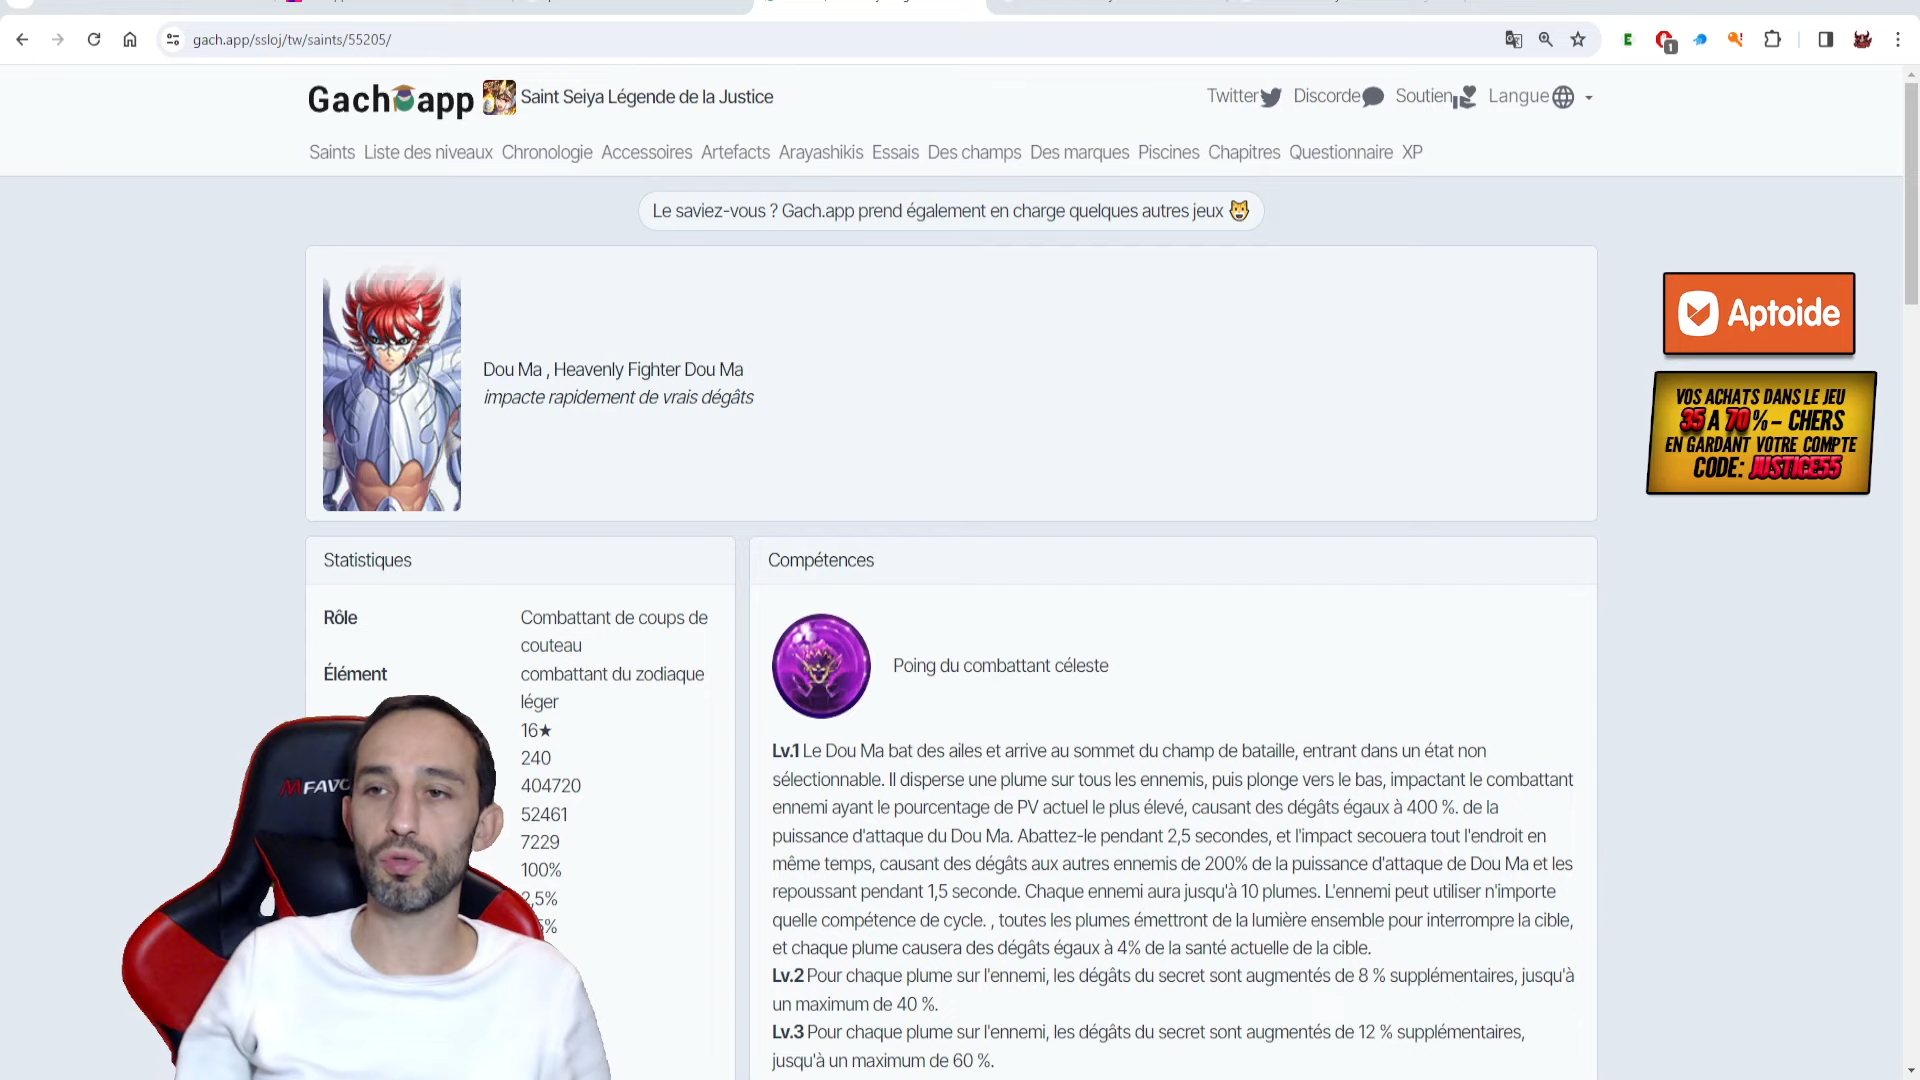 gach.app/ssloj/tw/saints/55205/
1
Gach app
Saint Seiya Légende de la Justice
Twitter Discorde Soutien Langue
Saints Liste des niveaux Chronologie Accessoires Artefacts Arayashikis Essais Des champs Des marques Piscines Chapitres Questionnaire XP
Le saviez-vous ? Gach.app prend également en charge quelques autres jeux
Dou Ma , Heavenly Fighter Dou Ma
impacte rapidement de vrais dégâts
Aptoide
VOS ACHATS DANS LE JEU
35 A 70 % - CHERS
EN GARDANT VOTRE COMPTE
CODE: JUSTICE55
Statistiques
Rôle
Combattant de coups de
couteau
Élément
combattant du zodiaque
léger
16★
240
404720
52461
7229
100%
2,5%
Compétences
Poing du combattant céleste
Lv.1 Le Dou Ma bat des ailes et arrive au sommet du champ de bataille, entrant dans un état non
sélectionnable. Il disperse une plume sur tous les ennemis, puis plonge vers le bas, impactant le combattant
ennemi ayant le pourcentage de PV actuel le plus élevé, causant des dégâts égaux à 400 %. de la
puissance d'attaque du Dou Ma. Abattez-le pendant 2,5 secondes, et l'impact secouera tout l'endroit en
même temps, causant des dégâts aux autres ennemis de 200% de la puissance d'attaque de Dou Ma et les
repoussant pendant 1,5 seconde. Chaque ennemi aura jusqu'à 10 plumes. L'ennemi peut utiliser n'importe
quelle compétence de cycle. , toutes les plumes émettront de la lumière ensemble pour interrompre la cible,
et chaque plume causera des dégâts égaux à 4% de la santé actuelle de la cible.
Lv.2 Pour chaque plume sur l'ennemi, les dégâts du secret sont augmentés de 8 % supplémentaires, jusqu'à
un maximum de 40 %.
Lv.3 Pour chaque plume sur l'ennemi, les dégâts du secret sont augmentés de 12 % supplémentaires,
jusqu'à un maximum de 60 %.